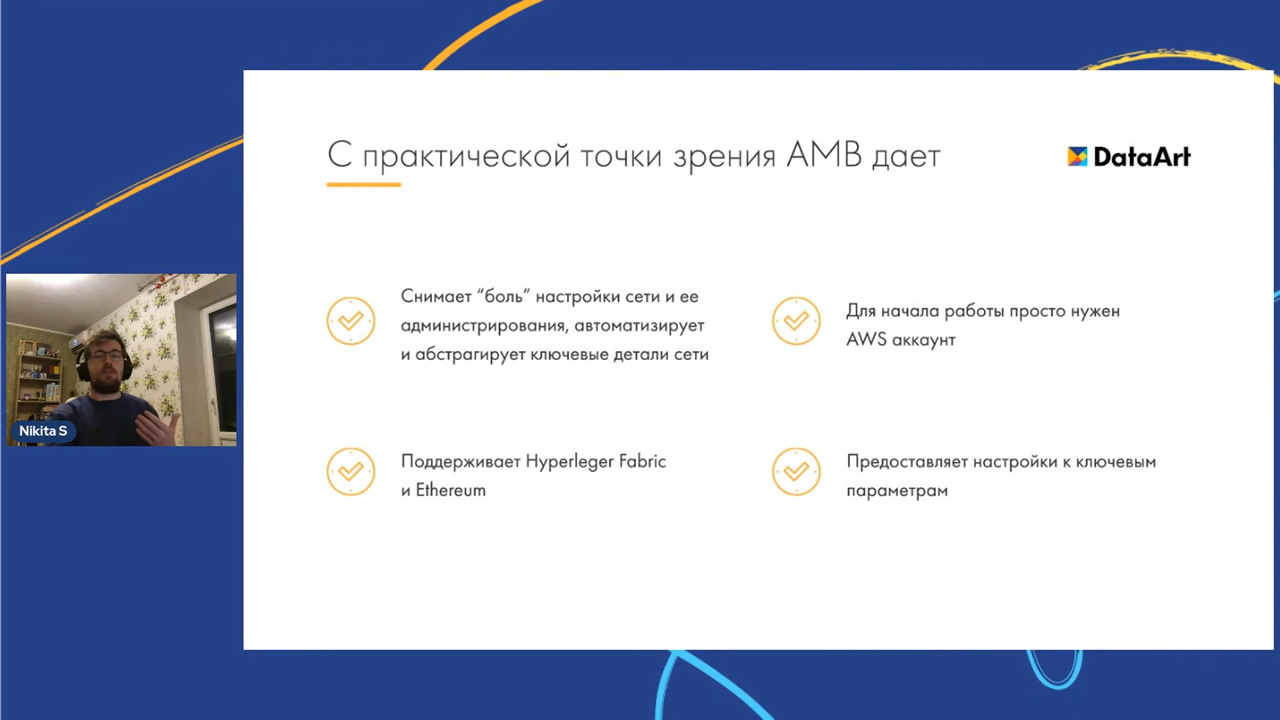 С практической точки зрения AMB дает
DataArt
Снимает “боль” настройки сети и ее
администрирования, автоматизирует
и абстрагирует ключевые детали сети
Для начала работы просто нужен
AWS аккаунт
Поддерживает Hyperleger Fabric
и Ethereum
Предоставляет настройки к ключевым
параметрам
Nikita S